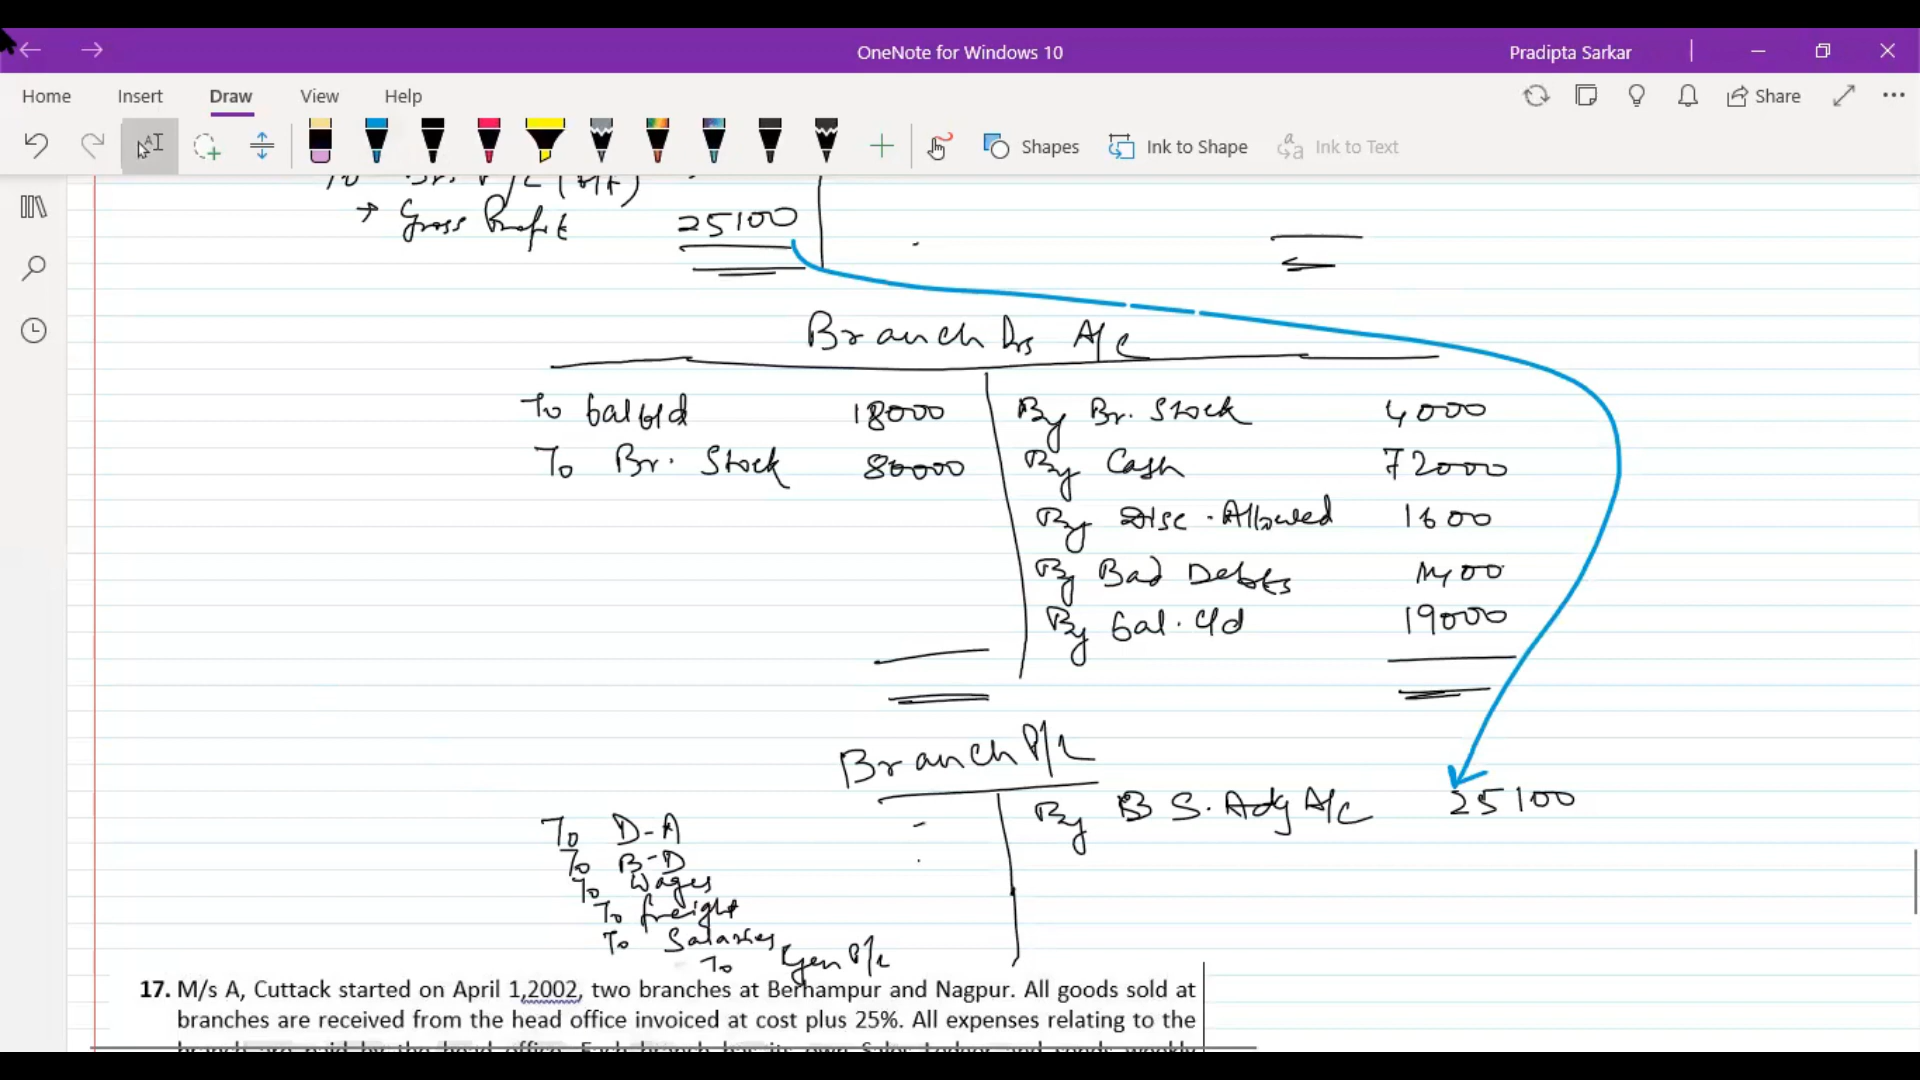 OneNote for Windows 10
Pradipta Sarkar
Home Insert Draw View Help
Share
Shapes Ink to Shape Ink to Text
→ Gross Profit 25100
Branch Drs A/C
To bal b/d 18000 By Br. Stock 4000
To Br. Stock 80000 By Cash 72000
By Disc. Allowed 1600
By Bad Debts 1400
By bal. c/d 19000
Branch P/L
By B S. Adj A/C 25100
To D-A
To B-D
To Wages
To freight
To Salaries
To Gen P/L
17. M/s A, Cuttack started on April 1,2002, two branches at Berhampur and Nagpur. All goods sold at
branches are received from the head office invoiced at cost plus 25%. All expenses relating to the